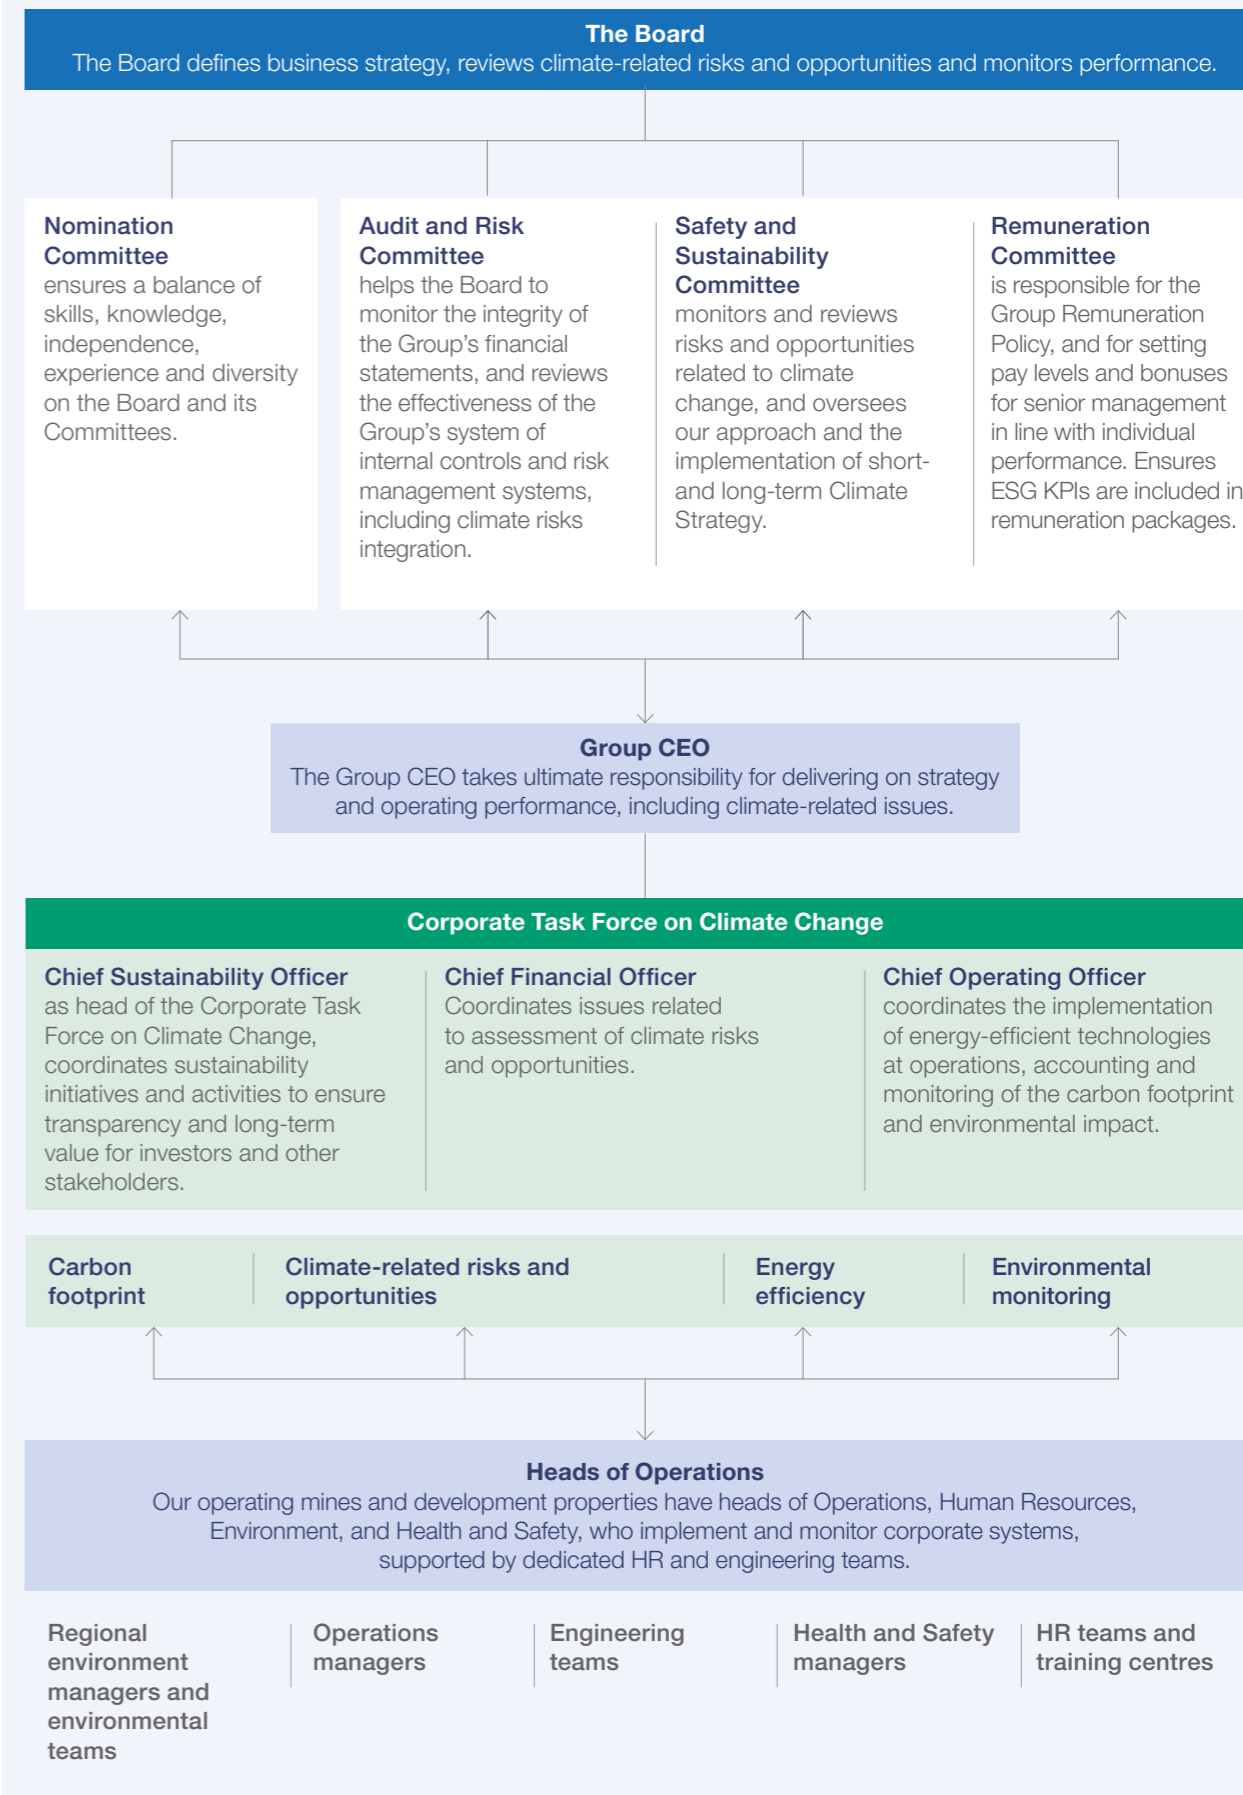 The Board
The Board defines business strategy, reviews climate-related risks and opportunities and monitors performance.
Nomination
Committee
ensures a balance of
skills, knowledge,
independence,
experience and diversity
on the Board and its
Committees.
Audit and Risk
Committee
helps the Board to
monitor the integrity of
the Group’s financial
statements, and reviews
the effectiveness of the
Group’s system of
internal controls and risk
management systems,
including climate risks
integration.
Safety and
Sustainability
Committee
monitors and reviews
risks and opportunities
related to climate
change, and oversees
our approach and the
implementation of short-
and long-term Climate
Strategy.
Remuneration
Committee
is responsible for the
Group Remuneration
Policy, and for setting
pay levels and bonuses
for senior management
in line with individual
performance. Ensures
ESG KPIs are included in
remuneration packages.
Group CEO
The Group CEO takes ultimate responsibility for delivering on strategy
and operating performance, including climate-related issues.
Corporate Task Force on Climate Change
Chief Sustainability Officer
as head of the Corporate Task
Force on Climate Change,
coordinates sustainability
initiatives and activities to ensure
transparency and long-term
value for investors and other
stakeholders.
Chief Financial Officer
Coordinates issues related
to assessment of climate risks
and opportunities.
Chief Operating Officer
coordinates the implementation
of energy-efficient technologies
at operations, accounting and
monitoring of the carbon footprint
and environmental impact.
Carbon
footprint
Climate-related risks and
opportunities
Energy
efficiency
Environmental
monitoring
Heads of Operations
Our operating mines and development properties have heads of Operations, Human Resources,
Environment, and Health and Safety, who implement and monitor corporate systems,
supported by dedicated HR and engineering teams.
Regional
environment
managers and
environmental
teams
Operations
managers
Engineering
teams
Health and Safety
managers
HR teams and
training centres